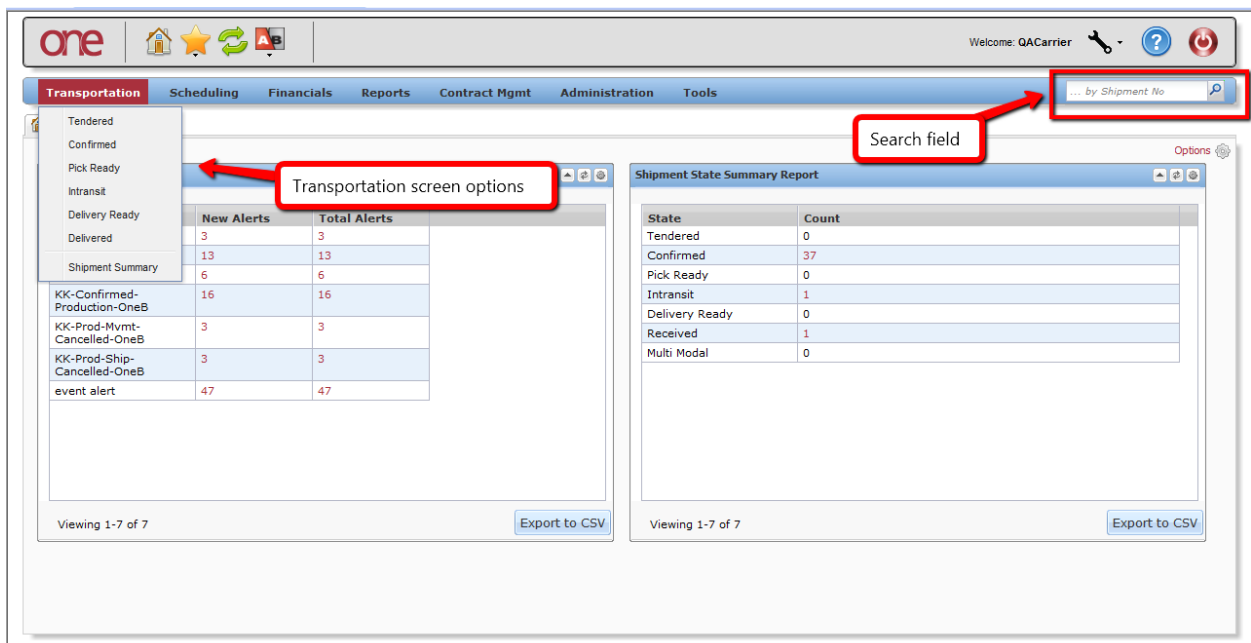 one
A B
Welcome: QACarrier
?
Transportation Scheduling Financials Reports Contract Mgmt Administration Tools
... by Shipment No
Tendered
Confirmed
Pick Ready
Intransit
Delivery Ready
Delivered
Shipment Summary
Search field
Transportation screen options
Options
New Alerts Total Alerts
3 3
13 13
6 6
KK-Confirmed-
Production-OneB
16 16
KK-Prod-Mvmt-
Cancelled-OneB
3 3
KK-Prod-Ship-
Cancelled-OneB
3 3
event alert 47 47
Viewing 1-7 of 7
Export to CSV
Shipment State Summary Report
State Count
Tendered 0
Confirmed 37
Pick Ready 0
Intransit 1
Delivery Ready 0
Received 1
Multi Modal 0
Viewing 1-7 of 7
Export to CSV